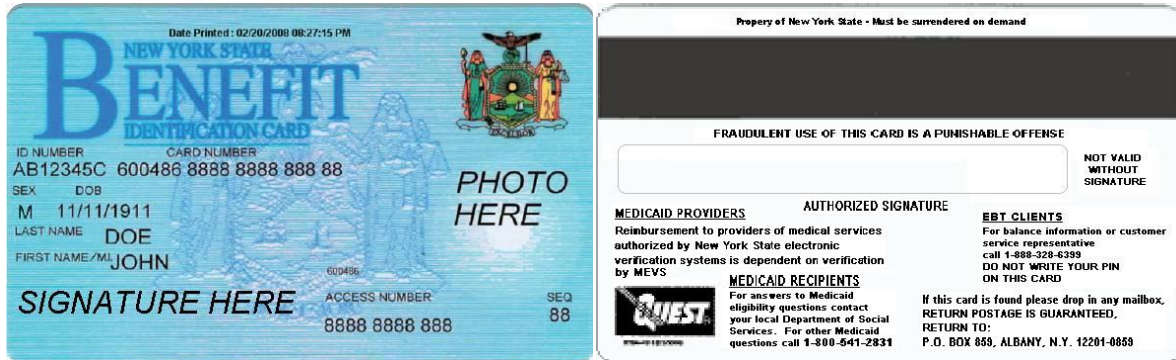 Date Printed : 02/20/2008 08:27:15 PM
NEW YORK STATE
BENEFIT
IDENTIFICATION CARD
EXCELSIOR
ID NUMBER CARD NUMBER
AB12345C 600486 8888 8888 888 88
SEX DOB
M 11/11/1911
LAST NAME DOE
FIRST NAME/M.I. JOHN
PHOTO
HERE
600486
SIGNATURE HERE
ACCESS NUMBER SEQ
8888 8888 888 88
Propery of New York State - Must be surrendered on demand
FRAUDULENT USE OF THIS CARD IS A PUNISHABLE OFFENSE
NOT VALID
WITHOUT
SIGNATURE
AUTHORIZED SIGNATURE
MEDICAID PROVIDERS
Reimbursement to providers of medical services
authorized by New York State electronic
verification systems is dependent on verification
by MEVS
EBT CLIENTS
For balance information or customer
service representative
call 1-888-328-6399
DO NOT WRITE YOUR PIN
ON THIS CARD
QUEST
MEDICAID RECIPIENTS
For answers to Medicaid
eligibility questions contact
your local Department of Social
Services. For other Medicaid
questions call 1-800-541-2831
If this card is found please drop in any mailbox,
RETURN POSTAGE IS GUARANTEED,
RETURN TO:
P.O. BOX 859, ALBANY, N.Y. 12201-0859